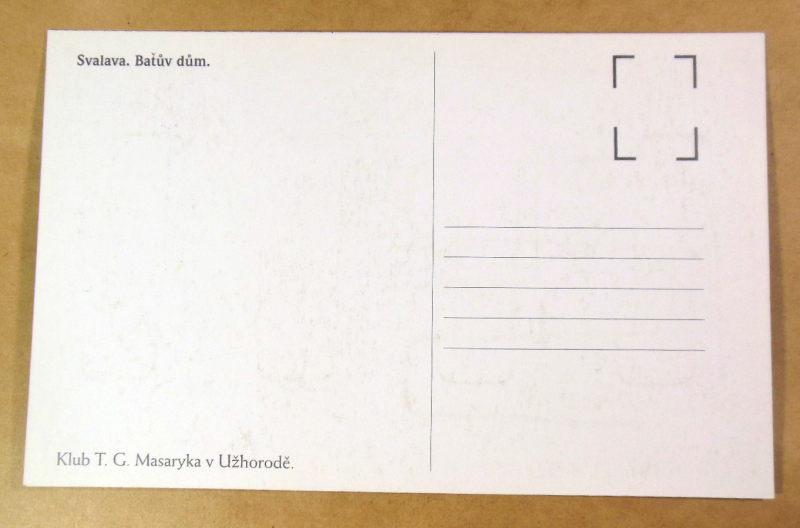 Svalava. Baťův dům.
Klub T. G. Masaryka v Užhorodě.